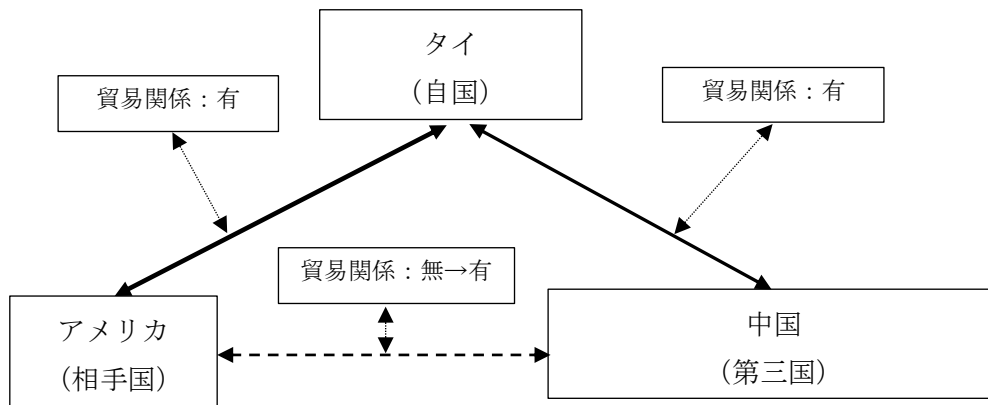 タイ
（自国）
貿易関係：有
貿易関係：有
貿易関係：無→有
アメリカ
（相手国）
中国
（第三国）